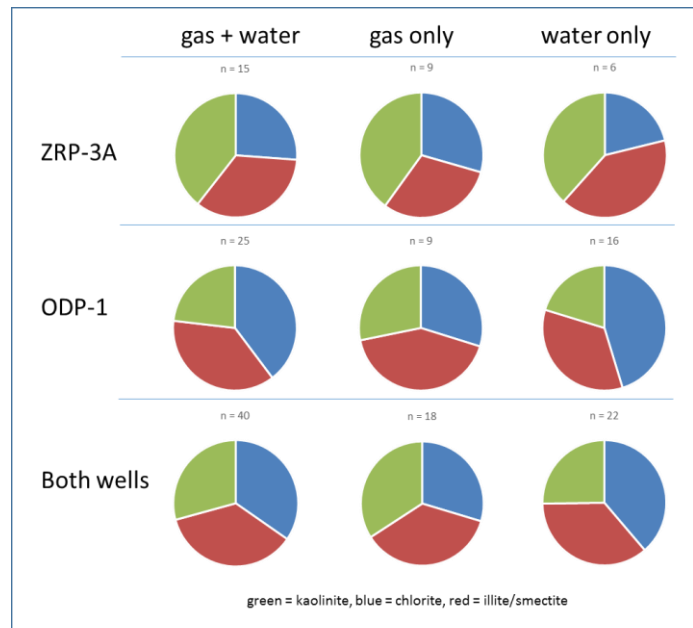 gas + water gas only water only
n = 15 n = 9 n = 6
ZRP-3A
n = 25 n = 9 n = 16
ODP-1
n = 40 n = 18 n = 22
Both wells
green = kaolinite, blue = chlorite, red = illite/smectite